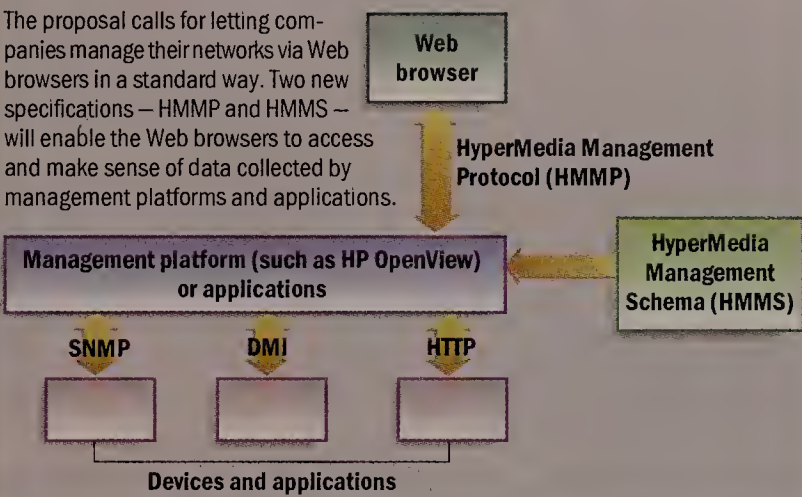 The proposal calls for letting com-
panies manage their networks via Web
browsers in a standard way. Two new
specifications — HMMP and HMMS —
will enable the Web browsers to access
and make sense of data collected by
management platforms and applications.
Web
browser
HyperMedia Management
Protocol (HMMP)
Management platform (such as HP OpenView)
or applications
HyperMedia
Management
Schema (HMMS)
SNMP
DMI
HTTP
Devices and applications